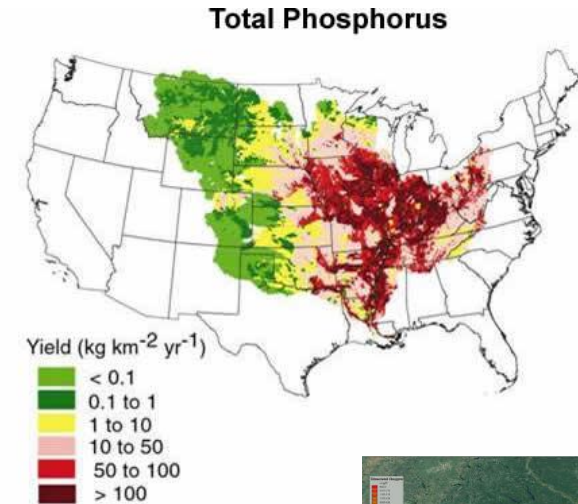 Total Phosphorus
Yield (kg km⁻² yr⁻¹)
< 0.1
0.1 to 1
1 to 10
10 to 50
50 to 100
> 100